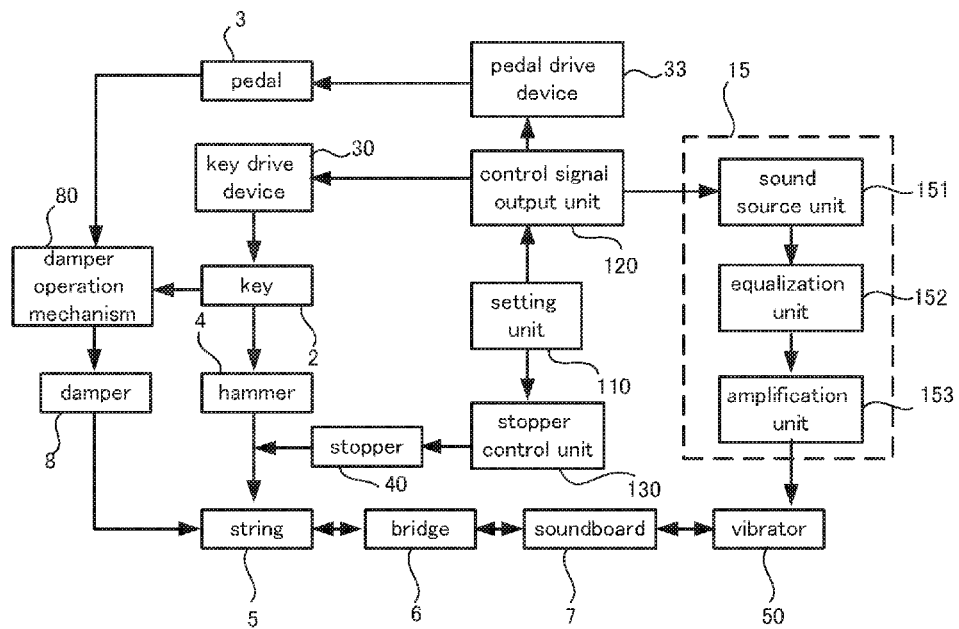 3
pedal
pedal drive
device
33
15
30
key drive
device
control signal
output unit
120
sound
source unit
151
80
damper
operation
mechanism
key
2
setting
unit
110
equalization
unit
152
4
hammer
damper
8
stopper
40
stopper
control unit
130
amplification
unit
153
string
5
bridge
6
soundboard
7
vibrator
50